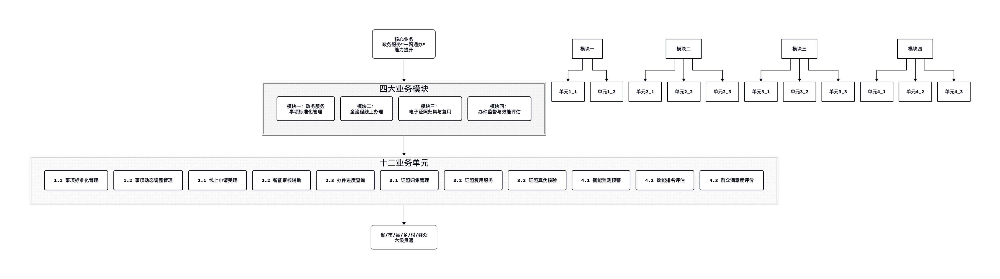 核心业务
政务服务"一网通办"
能力提升
模块一
模块二
模块三
模块四
四大业务模块
单元1_1
单元1_2
单元2_1
单元2_2
单元2_3
单元3_1
单元3_2
单元3_3
单元4_1
单元4_2
单元4_3
模块一：政务服务
事项标准化管理
模块二：
全流程线上办理
模块三：
电子证照归集与复用
模块四：
办件监督与效能评估
十二业务单元
1.1 事项标准化管理
1.2 事项动态调整管理
2.1 线上申请受理
2.2 智能审核辅助
2.3 办件进度查询
3.1 证照归集管理
3.2 证照复用服务
3.3 证照真伪核验
4.1 智能监测预警
4.2 效能排名评估
4.3 群众满意度评价
省/市/县/乡/村/群众
六级贯通